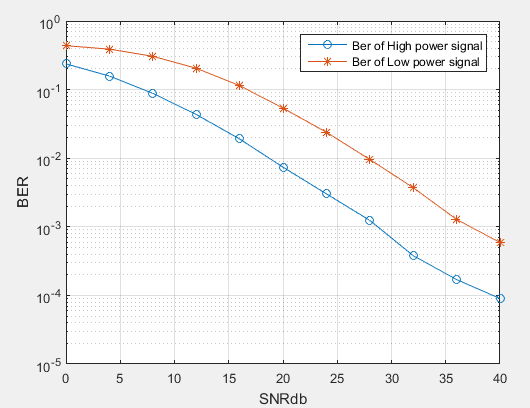 Ber of High power signal
Ber of Low power signal
10^0
10^-1
10^-2
10^-3
10^-4
10^-5
BER
0 5 10 15 20 25 30 35 40
SNRdb